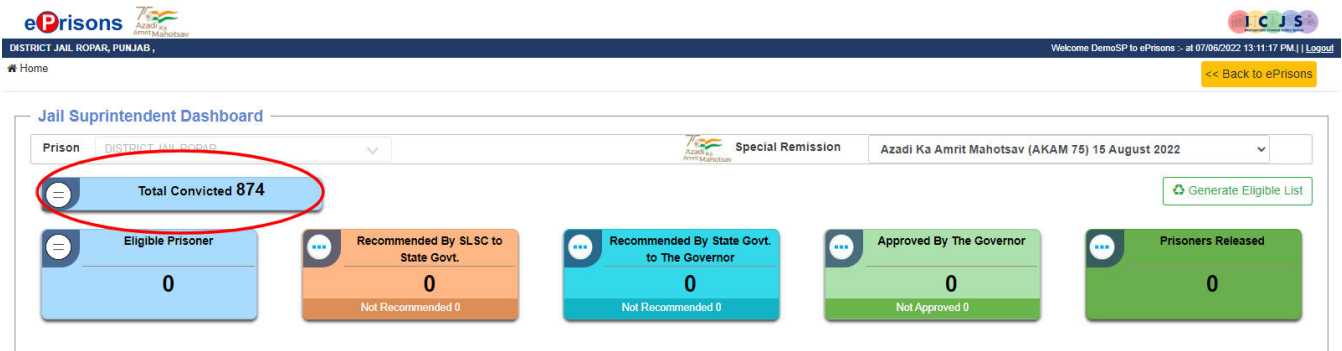 ePrisons
75
Azadi Ka
Amrit Mahotsav
I C J S
DISTRICT JAIL ROPAR, PUNJAB ,
Welcome DemoSP to ePrisons :- at 07/06/2022 13:11:17 PM.| | Logout
Home
<< Back to ePrisons
Jail Suprintendent Dashboard
Prison
DISTRICT JAIL ROPAR
75
Azadi Ka
Amrit Mahotsav
Special Remission
Azadi Ka Amrit Mahotsav (AKAM 75) 15 August 2022
Total Convicted 874
Generate Eligible List
Eligible Prisoner
0
Recommended By SLSC to
State Govt.
0
Not Recommended 0
Recommended By State Govt.
to The Governor
0
Not Recommended 0
Approved By The Governor
0
Not Approved 0
Prisoners Released
0